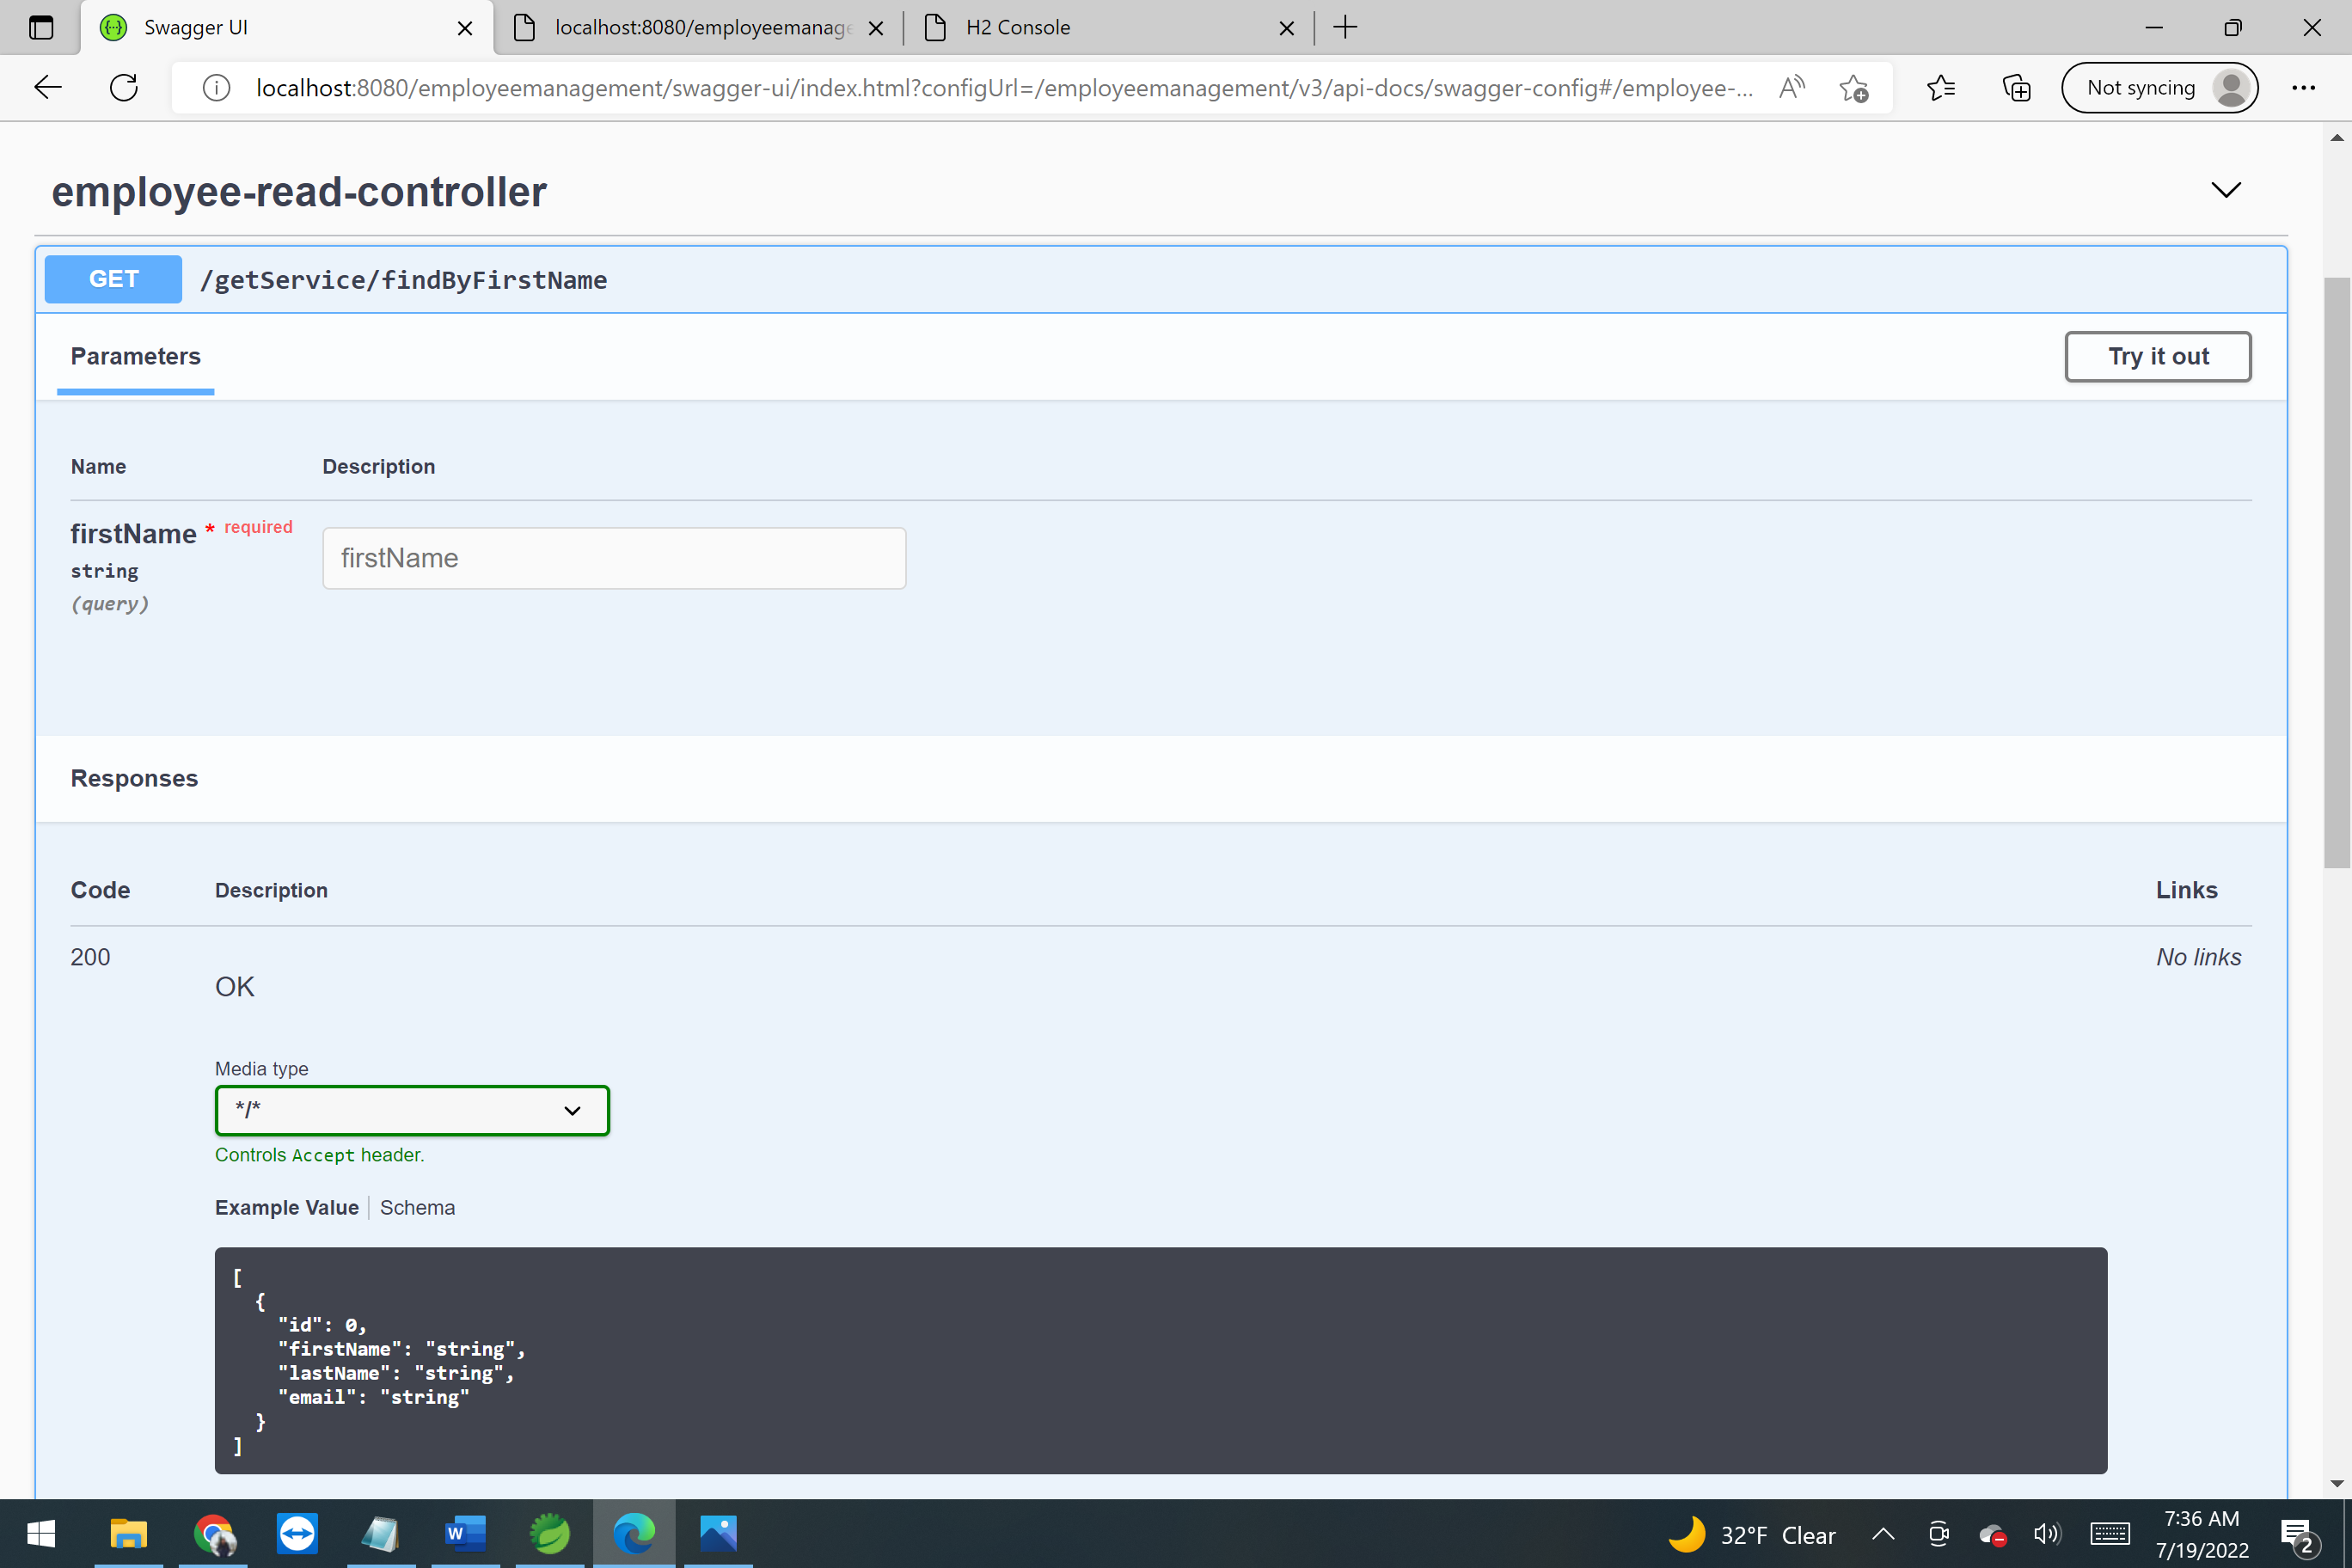 Swagger UI
localhost:8080/employeemanage
H2 Console
localhost:8080/employeemanagement/swagger-ui/index.html?configUrl=/employeemanagement/v3/api-docs/swagger-config#/employee-...
Not syncing
employee-read-controller
GET /getService/findByFirstName
Parameters
Try it out
Name Description
firstName * required
string
(query)
firstName
Responses
Code Description Links
200
OK
No links
Media type
*/*
Controls Accept header.
Example Value Schema
[
  {
    "id": 0,
    "firstName": "string",
    "lastName": "string",
    "email": "string"
  }
]
32°F Clear
7:36 AM
7/19/2022
2